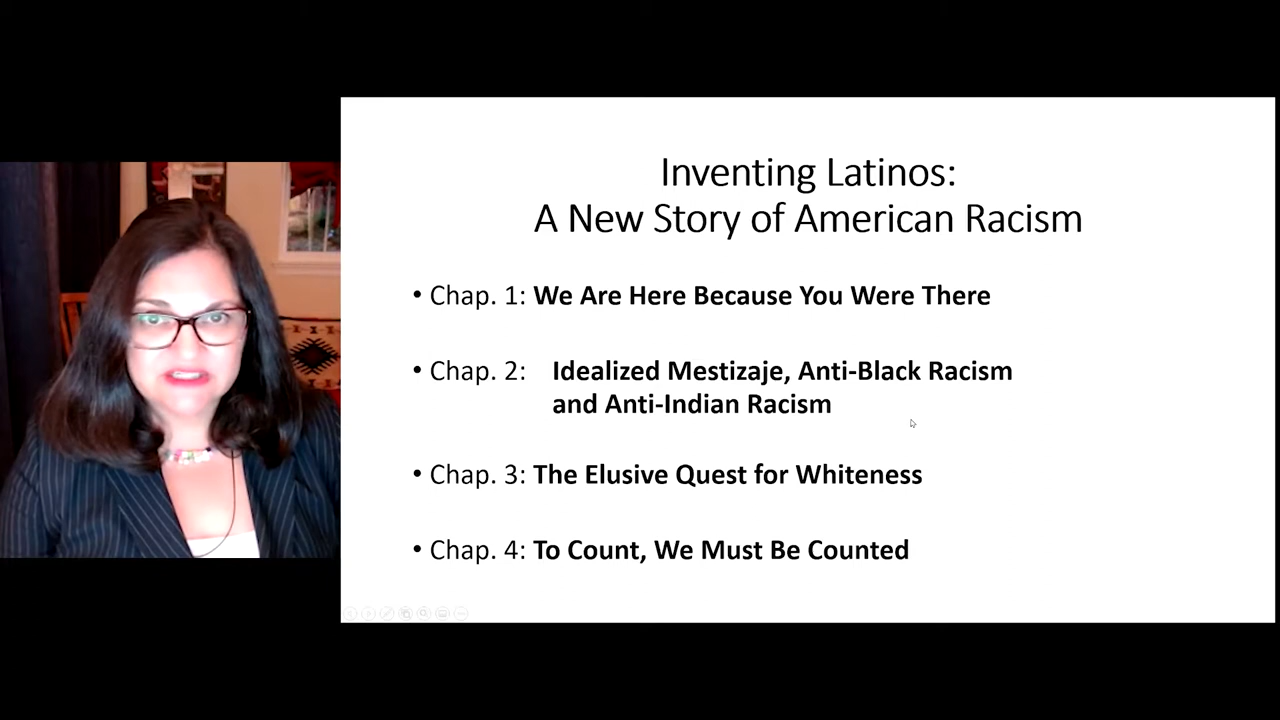 Inventing Latinos:
A New Story of American Racism
• Chap. 1: We Are Here Because You Were There
• Chap. 2: Idealized Mestizaje, Anti-Black Racism
and Anti-Indian Racism
• Chap. 3: The Elusive Quest for Whiteness
• Chap. 4: To Count, We Must Be Counted